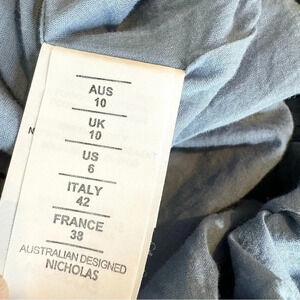 AUS
10
UK
10
US
6
ITALY
42
FRANCE
38
AUSTRALIAN DESIGNED
NICHOLAS